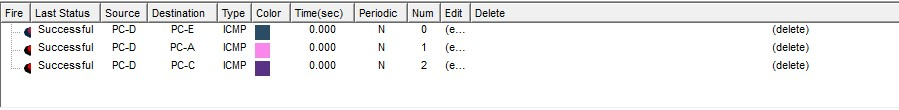 Fire Last Status Source Destination Type Color Time(sec) Periodic Num Edit Delete
Successful PC-D PC-E ICMP 0.000 N 0 (e... (delete)
Successful PC-D PC-A ICMP 0.000 N 1 (e... (delete)
Successful PC-D PC-C ICMP 0.000 N 2 (e... (delete)